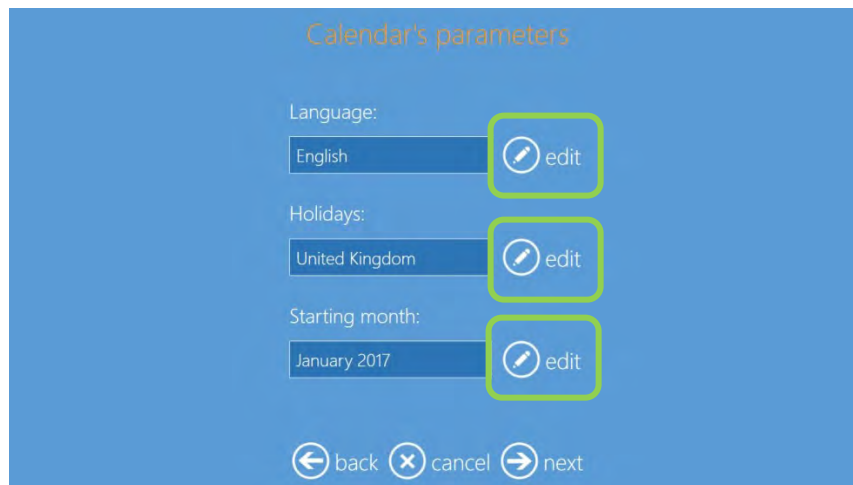 Calendar's parameters
Language:
English edit
Holidays:
United Kingdom edit
Starting month:
January 2017 edit
back cancel next